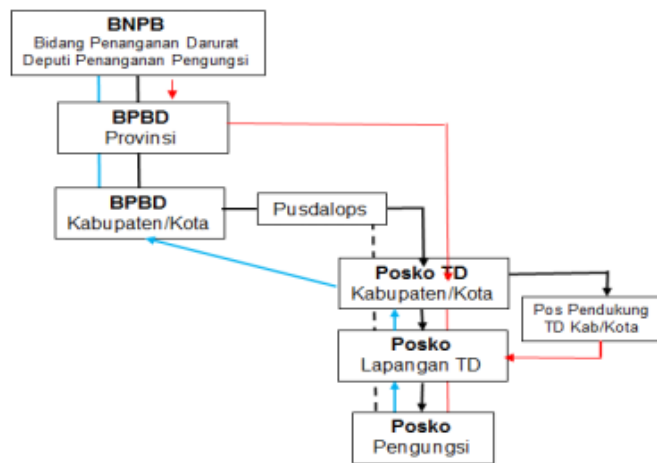 BNPB
Bidang Penanganan Darurat
Deputi Penanganan Pengungsi
BPBD
Provinsi
BPBD
Kabupaten/Kota
Pusdalops
Posko TD
Kabupaten/Kota
Pos Pendukung
TD Kab/Kota
Posko
Lapangan TD
Posko
Pengungsi